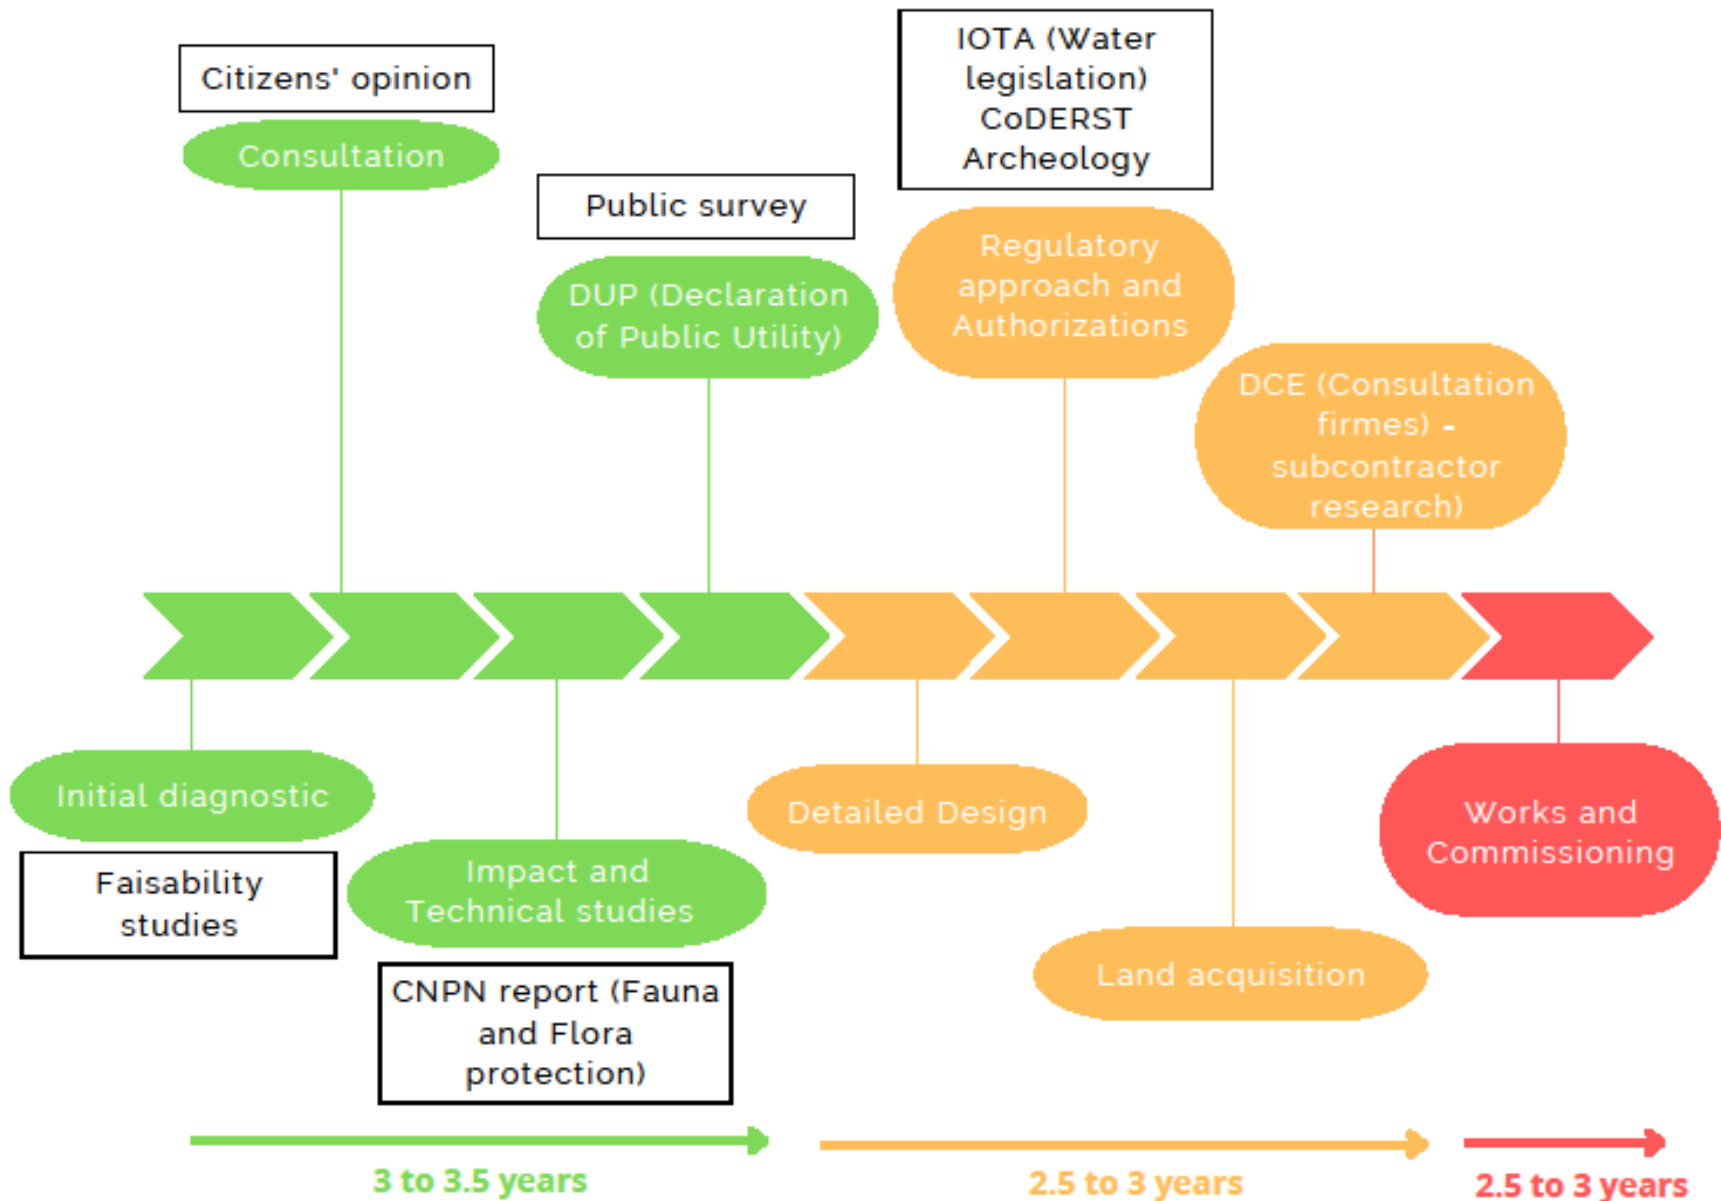 Citizens' opinion
Consultation
Public survey
DUP (Declaration
of Public Utility)
IOTA (Water
legislation)
CoDERST
Archeology
Regulatory
approach and
Authorizations
DCE (Consultation
firmes) -
subcontractor
research)
Initial diagnostic
Faisability
studies
Impact and
Technical studies
CNPN report (Fauna
and Flora
protection)
Detailed Design
Land acquisition
Works and
Commissioning
3 to 3.5 years
2.5 to 3 years
2.5 to 3 years